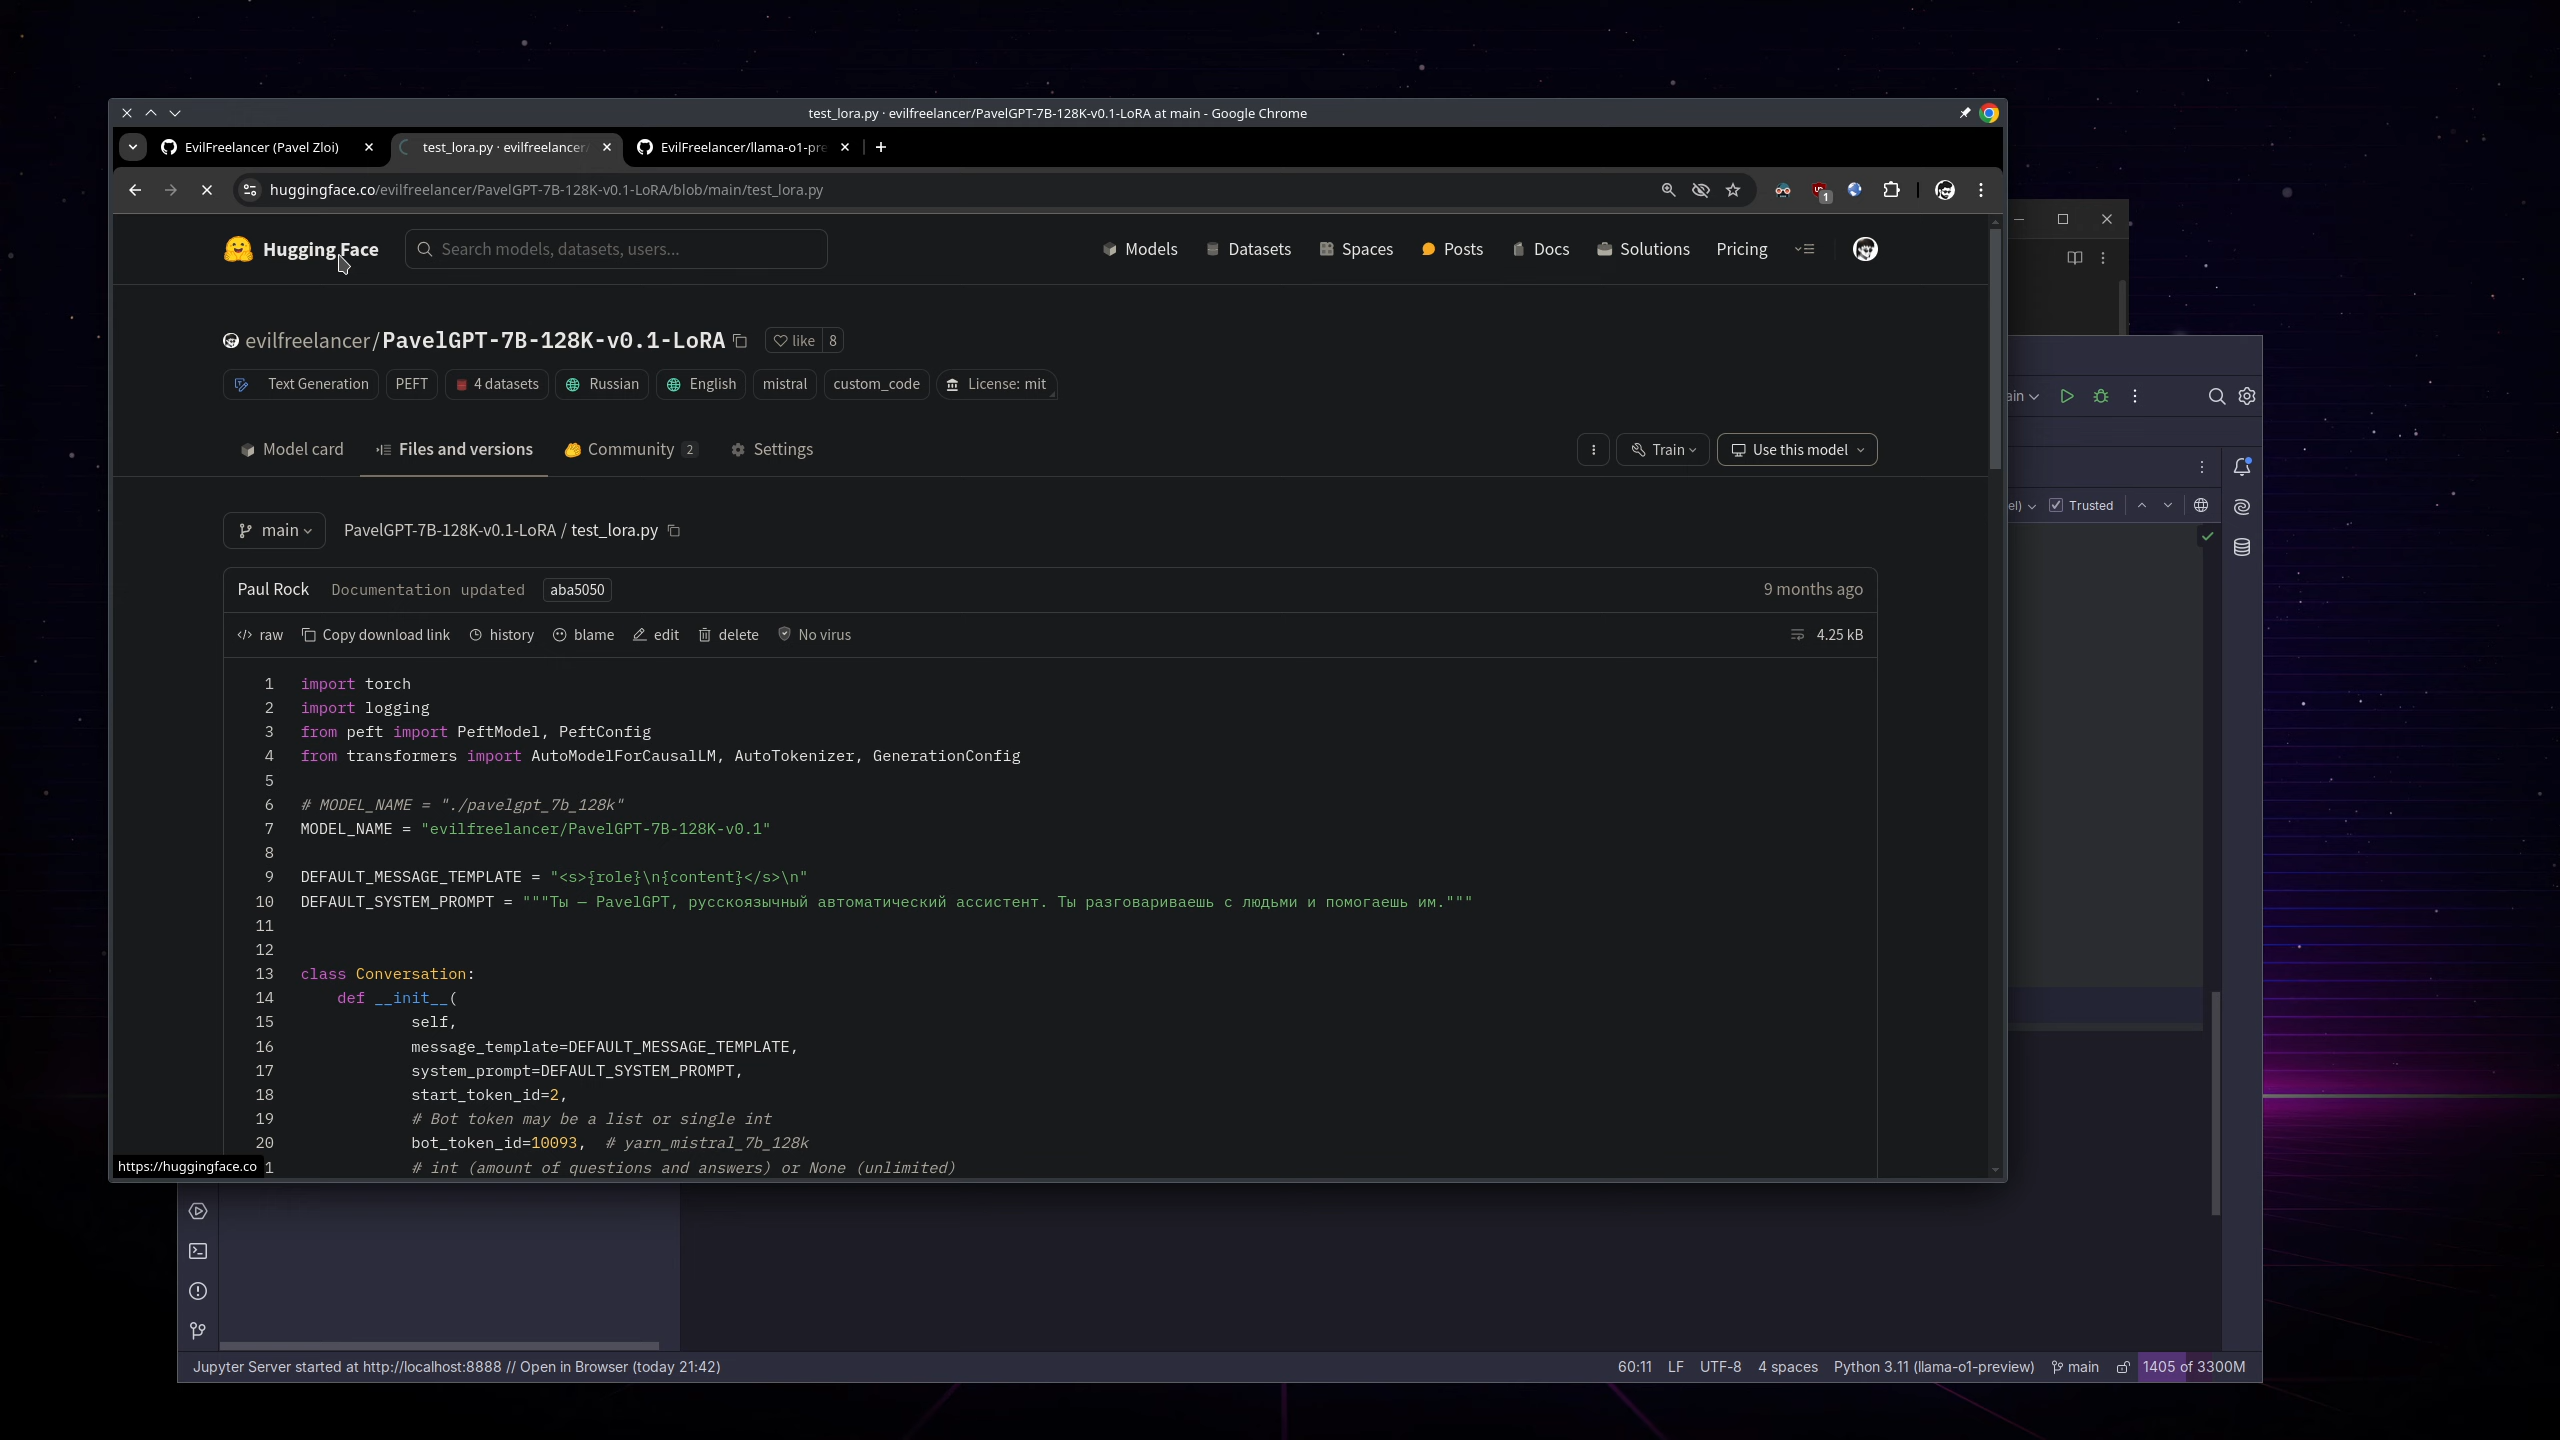 test_lora.py · evilfreelancer/PavelGPT-7B-128K-v0.1-LoRA at main - Google Chrome
EvilFreelancer (Pavel Zloi)
test_lora.py · evilfreelancer/
EvilFreelancer/llama-o1-pre
huggingface.co/evilfreelancer/PavelGPT-7B-128K-v0.1-LoRA/blob/main/test_lora.py
1
Hugging Face
Search models, datasets, users...
Models
Datasets
Spaces
Posts
Docs
Solutions
Pricing
evilfreelancer/PavelGPT-7B-128K-v0.1-LoRA
like 8
Text Generation
PEFT
4 datasets
Russian
English
mistral
custom_code
License: mit
Model card
Files and versions
Community 2
Settings
Train
Use this model
main
PavelGPT-7B-128K-v0.1-LoRA / test_lora.py
Paul Rock Documentation updated aba5050 9 months ago
raw
Copy download link
history
blame
edit
delete
No virus
4.25 kB
1 import torch
2 import logging
3 from peft import PeftModel, PeftConfig
4 from transformers import AutoModelForCausalLM, AutoTokenizer, GenerationConfig
5
6 # MODEL_NAME = "./pavelgpt_7b_128k"
7 MODEL_NAME = "evilfreelancer/PavelGPT-7B-128K-v0.1"
8
9 DEFAULT_MESSAGE_TEMPLATE = "<s>{role}\n{content}</s>\n"
10 DEFAULT_SYSTEM_PROMPT = """Ты — PavelGPT, русскоязычный автоматический ассистент. Ты разговариваешь с людьми и помогаешь им."""
11
12
13 class Conversation:
14 def __init__(
15 self,
16 message_template=DEFAULT_MESSAGE_TEMPLATE,
17 system_prompt=DEFAULT_SYSTEM_PROMPT,
18 start_token_id=2,
19 # Bot token may be a list or single int
20 bot_token_id=10093, # yarn_mistral_7b_128k
1 # int (amount of questions and answers) or None (unlimited)
https://huggingface.co
ain
el)
Trusted
Jupyter Server started at http://localhost:8888 // Open in Browser (today 21:42)
60:11 LF UTF-8 4 spaces Python 3.11 (llama-o1-preview) main 1405 of 3300M